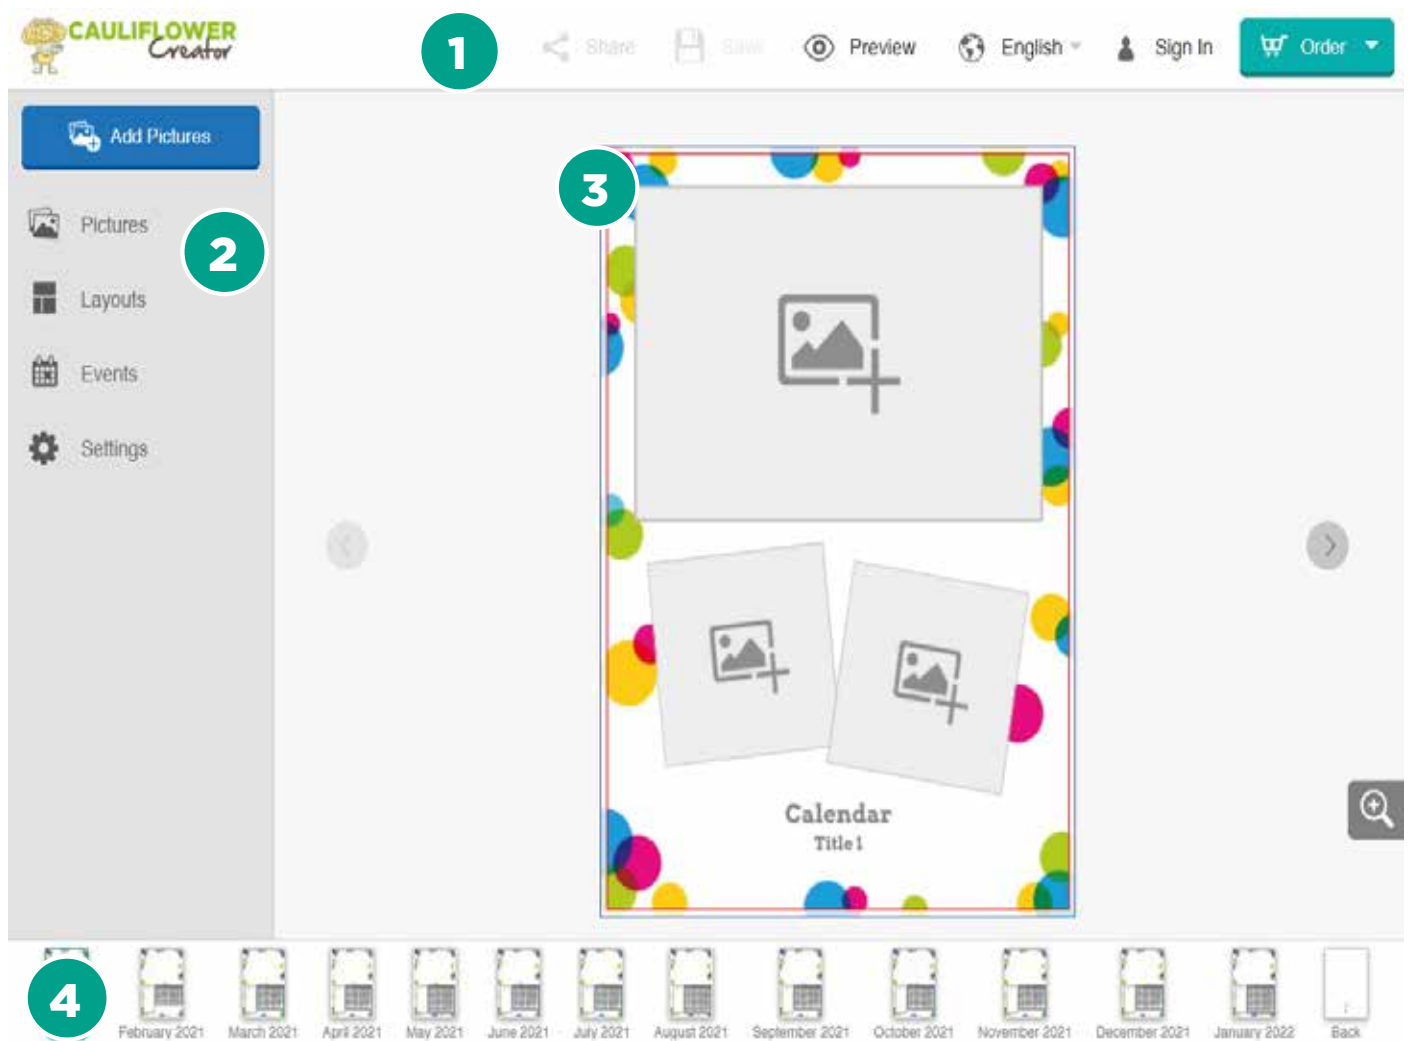 CAULIFLOWER
Creator
1
Share
Save
Preview
English
Sign In
Order
Add Pictures
Pictures
2
Layouts
Events
Settings
3
Calendar
Title 1
4
February 2021
March 2021
April 2021
May 2021
June 2021
July 2021
August 2021
September 2021
October 2021
November 2021
December 2021
January 2022
Back